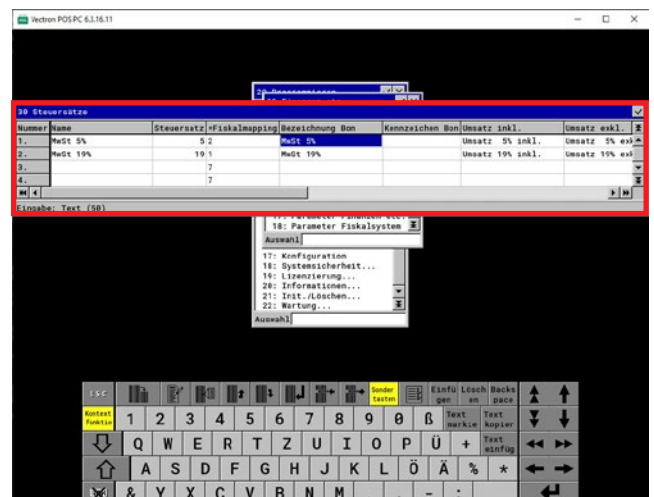 Vectron POS-PC 6.3.16.11
30 Steuersätze
Nummer Name Steuersatz *Fiskalmapping Bezeichnung Bon Kennzeichen Bon Umsatz inkl. Umsatz exkl.
1. MwSt 5% 5 2 MwSt 5% Umsatz 5% inkl. Umsatz 5%
2. MwSt 19% 19 1 MwSt 19% Umsatz 19% inkl. Umsatz 19%
3. 7
4. 7
Eingabe: Text (50)
18: Parameter Fiskalsystem
Auswahl
17: Konfiguration
18: Systemsicherheit...
19: Lizenzierung...
20: Informationen...
21: Init./Löschen...
22: Wartung...
Auswahl
ESC Sonder tasten Einfü gen Lösch en Backs pace
Kontext Funktio 1 2 3 4 5 6 7 8 9 0 ß Text markie Text kopier
Q W E R T Z U I O P Ü + Text einfüg
A S D F G H J K L Ö Ä % *
& Y X C V B N M , . - :